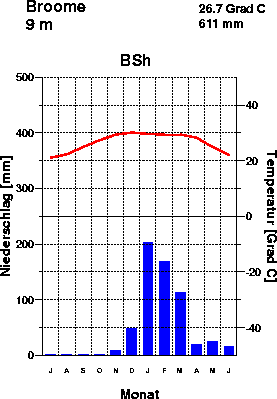 Broome
26.7 Grad C
9 m
611 mm
BSh
Niederschlag [mm]
500
400
300
200
100
0
40
20
0
-20
-40
Temperatur [Grad C]
J A S O N D J F M A M J
Monat